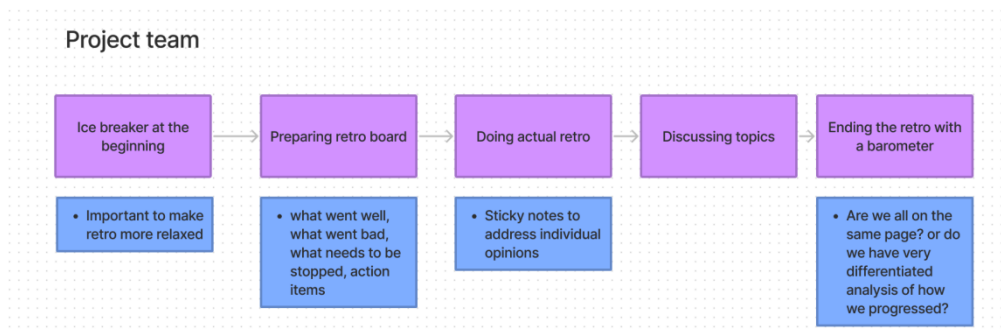 Project team
Ice breaker at the
beginning
Preparing retro board
Doing actual retro
Discussing topics
Ending the retro with
a barometer
• Important to make
retro more relaxed
• what went well,
what went bad,
what needs to be
stopped, action
items
• Sticky notes to
address individual
opinions
• Are we all on the
same page? or do
we have very
differentiated
analysis of how
we progressed?